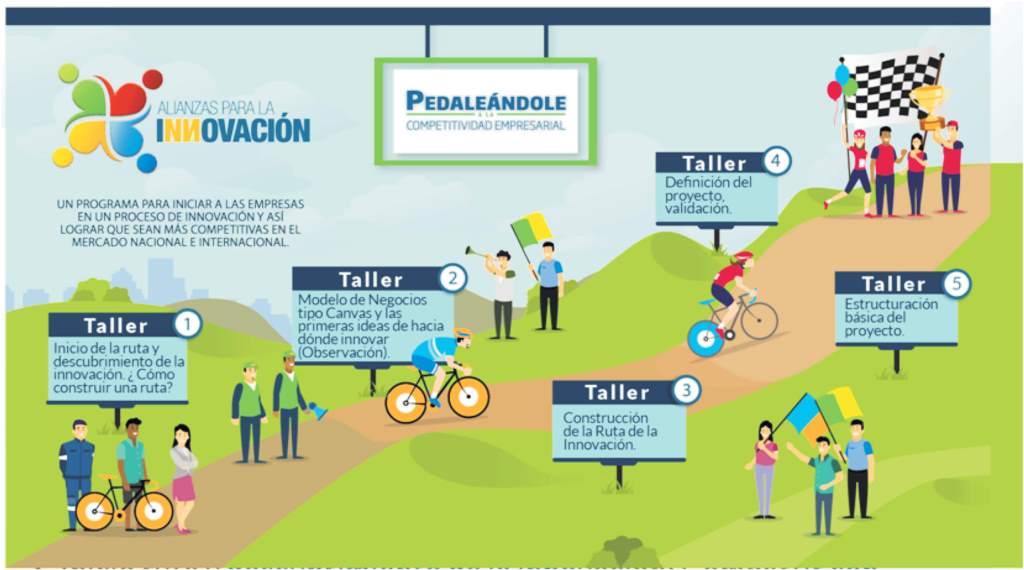 ALIANZAS PARA LA
INNOVACIÓN
UN PROGRAMA PARA INICIAR A LAS EMPRESAS
EN UN PROCESO DE INNOVACIÓN Y ASÍ
LOGRAR QUE SEAN MÁS COMPETITIVAS EN EL
MERCADO NACIONAL E INTERNACIONAL.
PEDALEÁNDOLE
A LA
COMPETITIVIDAD EMPRESARIAL
Taller 1
Inicio de la ruta y
descubrimiento de la
innovación. ¿ Cómo
construir una ruta?
Taller 2
Modelo de Negocios
tipo Canvas y las
primeras ideas de hacia
dónde innovar
(Observación).
Taller 3
Construcción
de la Ruta de la
Innovación.
Taller 4
Definición del
proyecto,
validación.
Taller 5
Estructuración
básica del
proyecto.